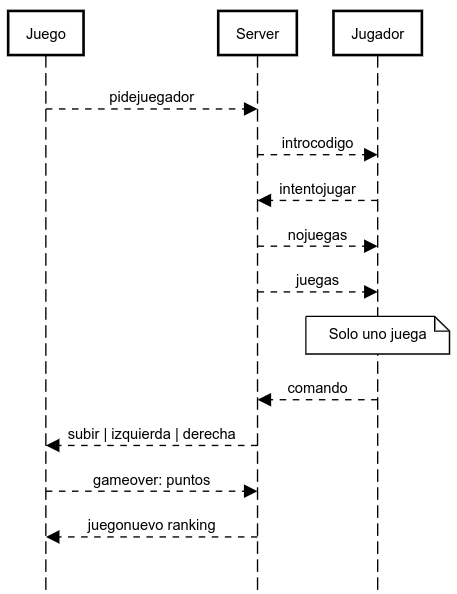 Juego
Server
Jugador
pidejuegador
introcodigo
intentojugar
nojuegas
juegas
Solo uno juega
comando
subir | izquierda | derecha
gameover: puntos
juegonuevo ranking